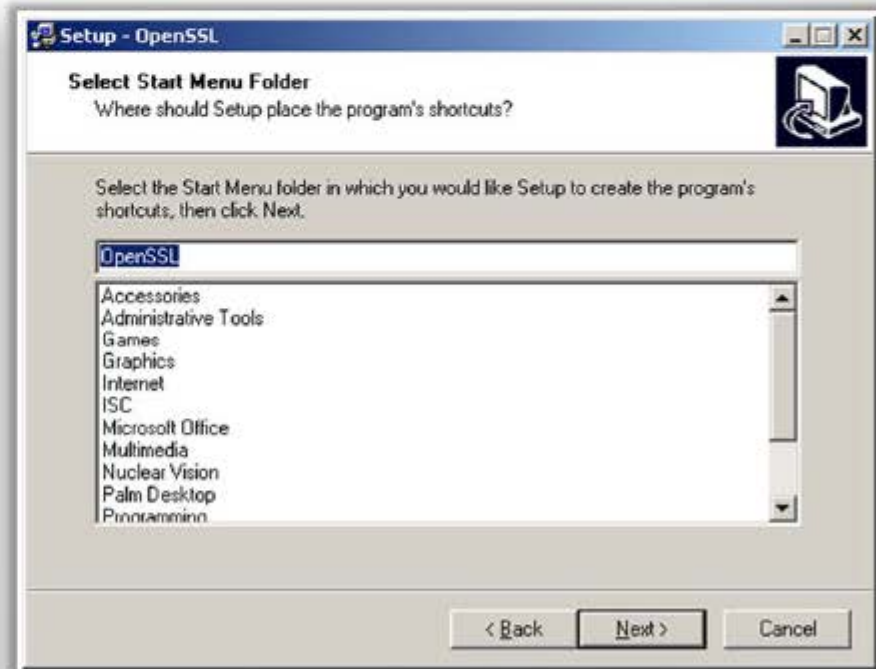 Setup - OpenSSL
Select Start Menu Folder
Where should Setup place the program's shortcuts?
Select the Start Menu folder in which you would like Setup to create the program's
shortcuts, then click Next.
OpenSSL
Accessories
Administrative Tools
Games
Graphics
Internet
ISC
Microsoft Office
Multimedia
Nuclear Vision
Palm Desktop
Programming
< Back Next > Cancel